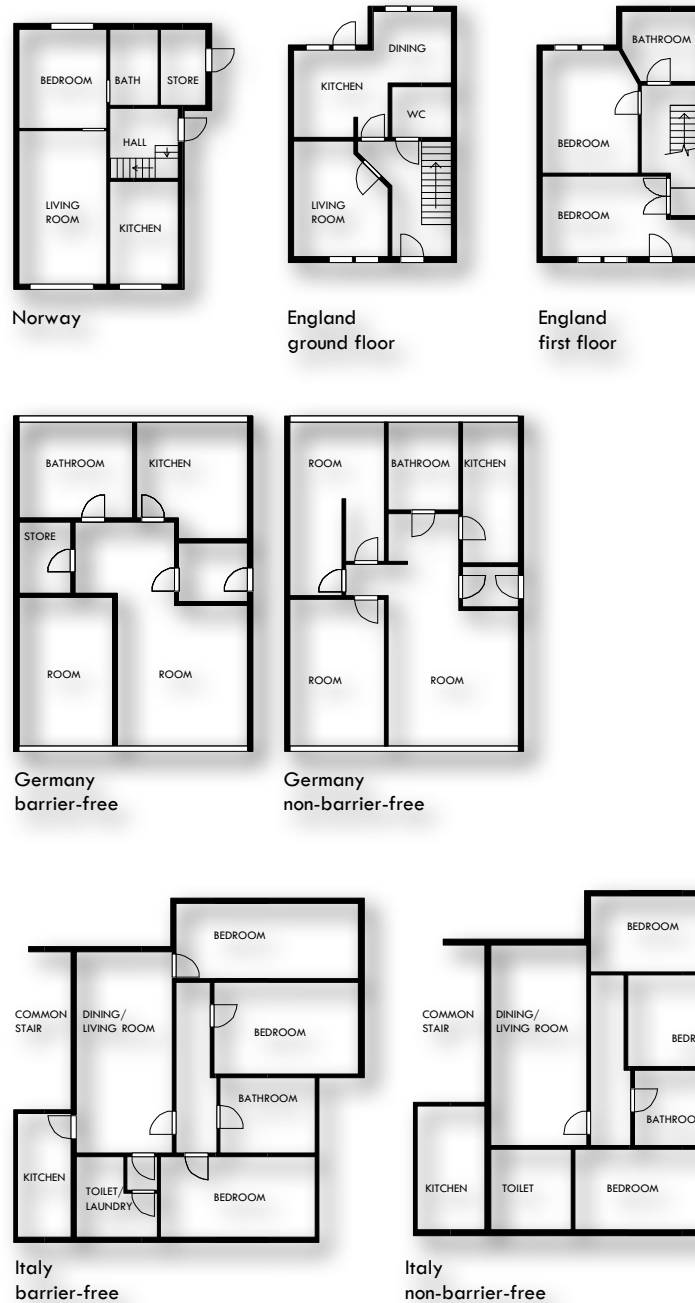 BEDROOM
BATH
STORE
HALL
LIVING
ROOM
KITCHEN
Norway
DINING
KITCHEN
WC
LIVING
ROOM
England
ground floor
BATHROOM
BEDROOM
BEDROOM
England
first floor
BATHROOM
KITCHEN
STORE
ROOM
ROOM
Germany
barrier-free
ROOM
BATHROOM
KITCHEN
ROOM
ROOM
Germany
non-barrier-free
BEDROOM
COMMON
STAIR
DINING/
LIVING ROOM
BEDROOM
BATHROOM
KITCHEN
TOILET/
LAUNDRY
BEDROOM
Italy
barrier-free
BEDROOM
COMMON
STAIR
DINING/
LIVING ROOM
BEDR
BATHROO
KITCHEN
TOILET
BEDROOM
Italy
non-barrier-free